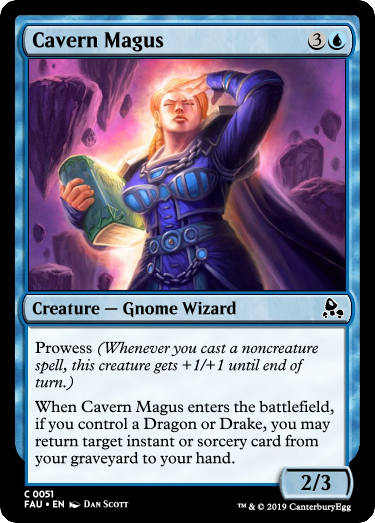 Cavern Magus 3
Creature — Gnome Wizard
Prowess (Whenever you cast a noncreature
spell, this creature gets +1/+1 until end of
turn.)
When Cavern Magus enters the battlefield,
if you control a Dragon or Drake, you may
return target instant or sorcery card from
your graveyard to your hand.
2/3
C 0051
FAU • EN DAN SCOTT
™ & © 2019 CanterburyEgg